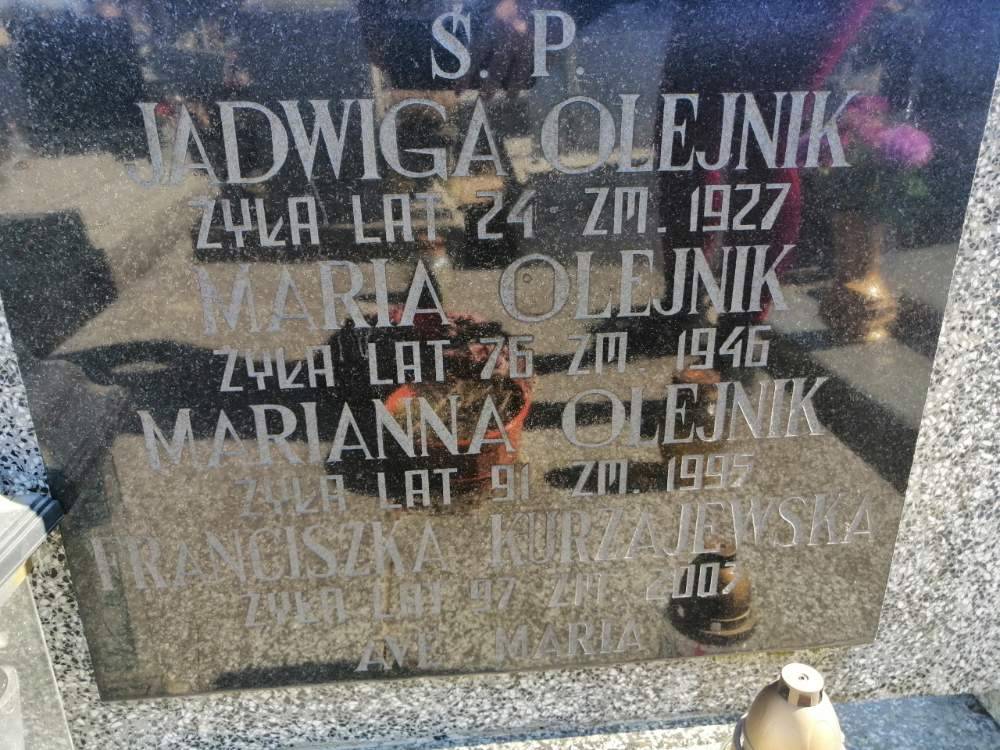 Ś. P.
JADWIGA OLEJNIK
ŻYŁA LAT 24 ZM. 1927
MARIA OLEJNIK
ŻYŁA LAT 76 ZM. 1946
MARIANNA OLEJNIK
ŻYŁA LAT 91 ZM. 1995
FRANCISZKA KURZAJEWSKA
ŻYŁA LAT 97 ZM. 2007
AVE MARIA